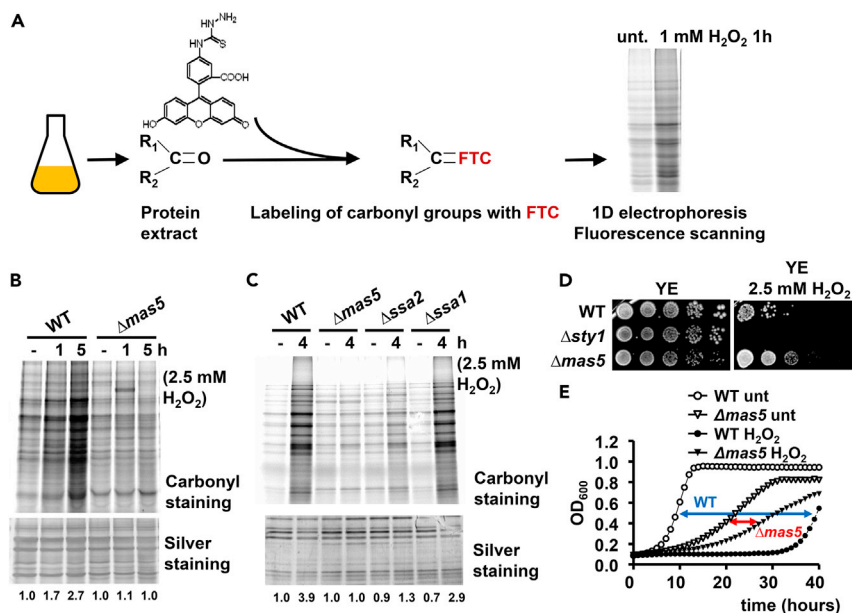 A
NH₂
HN
NH
S
COOH
HO
O
O
unt. 1 mM H₂O₂ 1h
R₁
C=O
R₂
R₁
C=FTC
R₂
Protein
extract
Labeling of carbonyl groups with FTC
1D electrophoresis
Fluorescence scanning
B
WT Δmas5
- 1 5 - 1 5 h
(2.5 mM
H₂O₂)
Carbonyl
staining
Silver
staining
1.0 1.7 2.7 1.0 1.1 1.0
C
WT Δmas5 Δssa2 Δssa1
- 4 - 4 - 4 - 4 h
Carbonyl
staining
Silver
staining
1.0 3.9 1.0 1.0 0.9 1.3 0.7 2.9
D
YE
YE
2.5 mM H₂O₂
WT
Δsty1
Δmas5
E
WT unt
Δmas5 unt
WT H₂O₂
Δmas5 H₂O₂
OD₆₀₀
1.2
1.0
0.8
0.6
0.4
0.2
0.0
WT
Δmas5
0 10 20 30 40
time (hours)